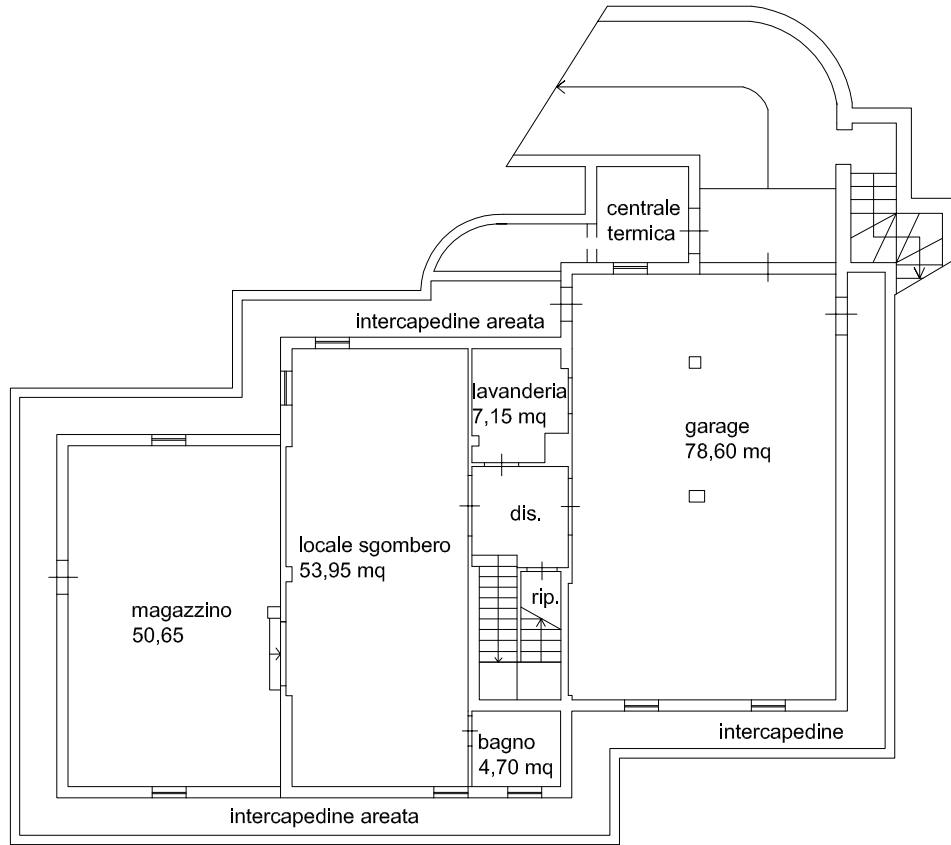 centrale
termica
intercapedine areata
lavanderia
7,15 mq
garage
78,60 mq
dis.
locale sgombero
53,95 mq
rip.
magazzino
50,65
intercapedine
bagno
4,70 mq
intercapedine areata